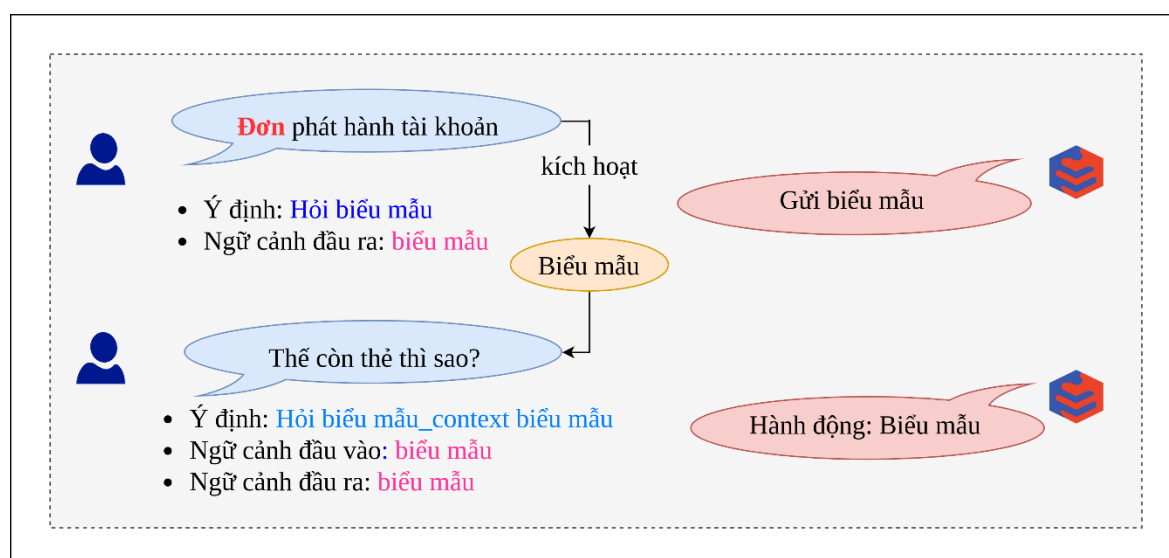 Đơn phát hành tài khoản
kích hoạt
Gửi biểu mẫu
• Ý định: Hỏi biểu mẫu
• Ngữ cảnh đầu ra: biểu mẫu
Biểu mẫu
Thế còn thẻ thì sao?
• Ý định: Hỏi biểu mẫu_context biểu mẫu
• Ngữ cảnh đầu vào: biểu mẫu
• Ngữ cảnh đầu ra: biểu mẫu
Hành động: Biểu mẫu